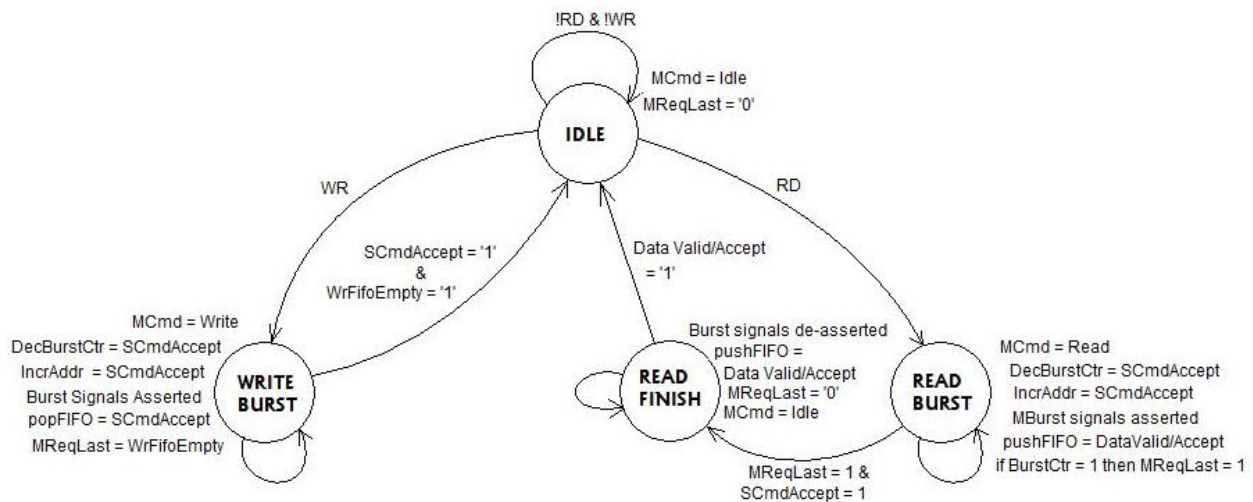 !RD & !WR
MCmd = Idle
MReqLast = '0'
IDLE
WR
RD
SCmdAccept = '1'
&
WrFifoEmpty = '1'
Data Valid/Accept
= '1'
MCmd = Write
DecBurstCtr = SCmdAccept
IncrAddr = SCmdAccept
Burst Signals Asserted
popFIFO = SCmdAccept
MReqLast = WrFifoEmpty
WRITE
BURST
READ
FINISH
Burst signals de-asserted
pushFIFO =
Data Valid/Accept
MReqLast = '0'
MCmd = Idle
READ
BURST
MCmd = Read
DecBurstCtr = SCmdAccept
IncrAddr = SCmdAccept
MBurst signals asserted
pushFIFO = DataValid/Accept
if BurstCtr = 1 then MReqLast = 1
MReqLast = 1 &
SCmdAccept = 1